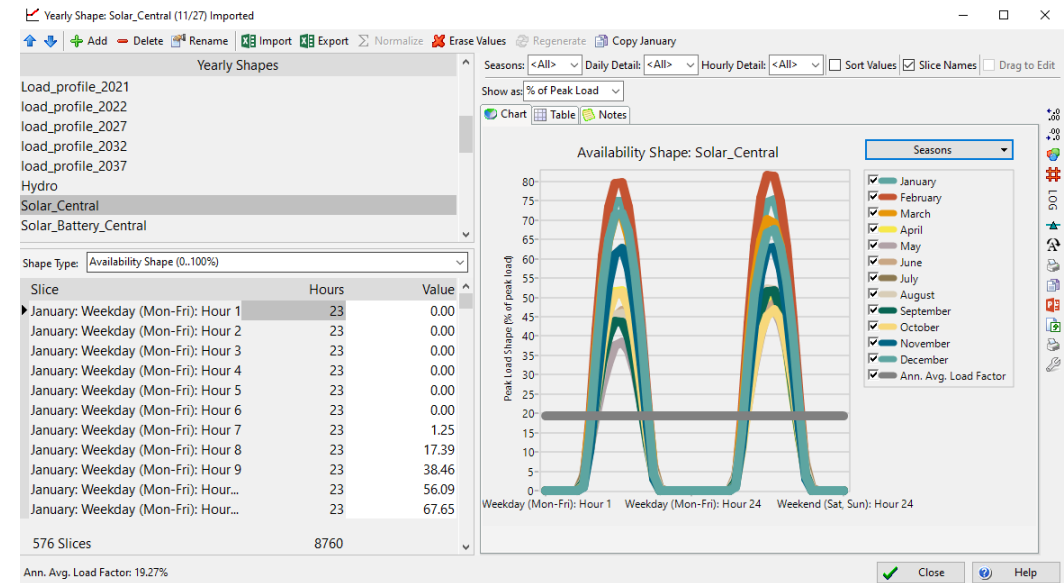 Yearly Shape: Solar_Central (11/27) Imported
Add Delete Rename Import Export Normalize Erase Values Regenerate Copy January
Yearly Shapes
Load_profile_2021
load_profile_2022
load_profile_2027
load_profile_2032
load_profile_2037
Hydro
Solar_Central
Solar_Battery_Central
Shape Type: Availability Shape (0..100%)
Slice Hours Value
January: Weekday (Mon-Fri): Hour 1 23 0.00
January: Weekday (Mon-Fri): Hour 2 23 0.00
January: Weekday (Mon-Fri): Hour 3 23 0.00
January: Weekday (Mon-Fri): Hour 4 23 0.00
January: Weekday (Mon-Fri): Hour 5 23 0.00
January: Weekday (Mon-Fri): Hour 6 23 0.00
January: Weekday (Mon-Fri): Hour 7 23 1.25
January: Weekday (Mon-Fri): Hour 8 23 17.39
January: Weekday (Mon-Fri): Hour 9 23 38.46
January: Weekday (Mon-Fri): Hour... 23 56.09
January: Weekday (Mon-Fri): Hour... 23 67.65
576 Slices 8760
Ann. Avg. Load Factor: 19.27%
Seasons: <All> Daily Detail: <All> Hourly Detail: <All> Sort Values Slice Names Drag to Edit
Show as: % of Peak Load
Chart Table Notes
Availability Shape: Solar_Central
Seasons
Peak Load Shape (% of peak load)
80
75
70
65
60
55
50
45
40
35
30
25
20
15
10
5
0
Weekday (Mon-Fri): Hour 1 Weekday (Mon-Fri): Hour 24 Weekend (Sat, Sun): Hour 24
January
February
March
April
May
June
July
August
September
October
November
December
Ann. Avg. Load Factor
LOG
Close Help